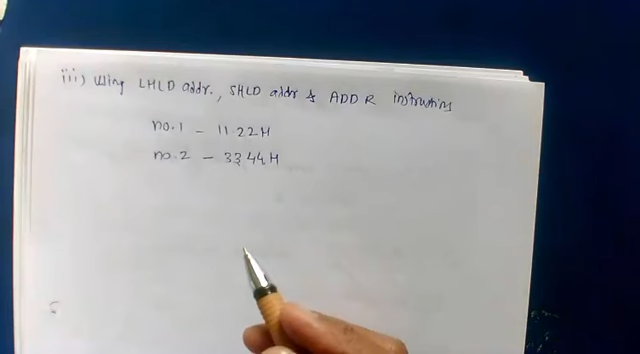 iii) Using LHLD addr., SHLD addr & ADD R instructions
no.1 - 1122H
no.2 - 3344H